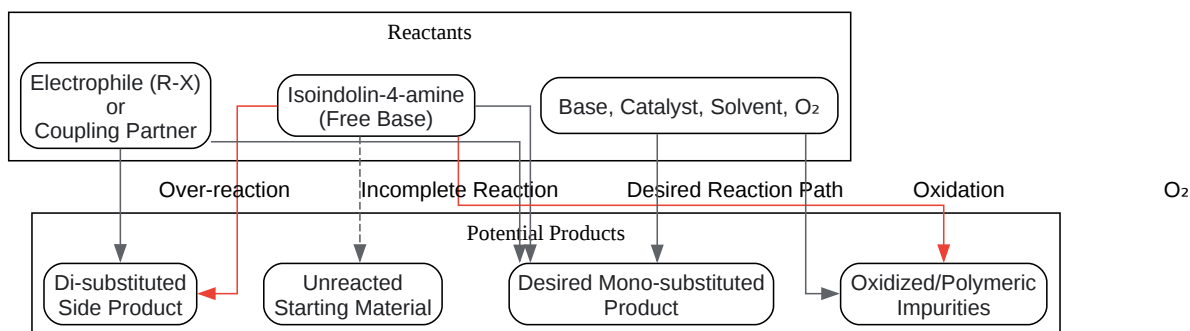 Reactants
Electrophile (R-X)
or
Coupling Partner
Isoindolin-4-amine
(Free Base)
Base, Catalyst, Solvent, O₂
Over-reaction
Incomplete Reaction
Desired Reaction Path
Oxidation
O₂
Potential Products
Di-substituted
Side Product
Unreacted
Starting Material
Desired Mono-substituted
Product
Oxidized/Polymeric
Impurities